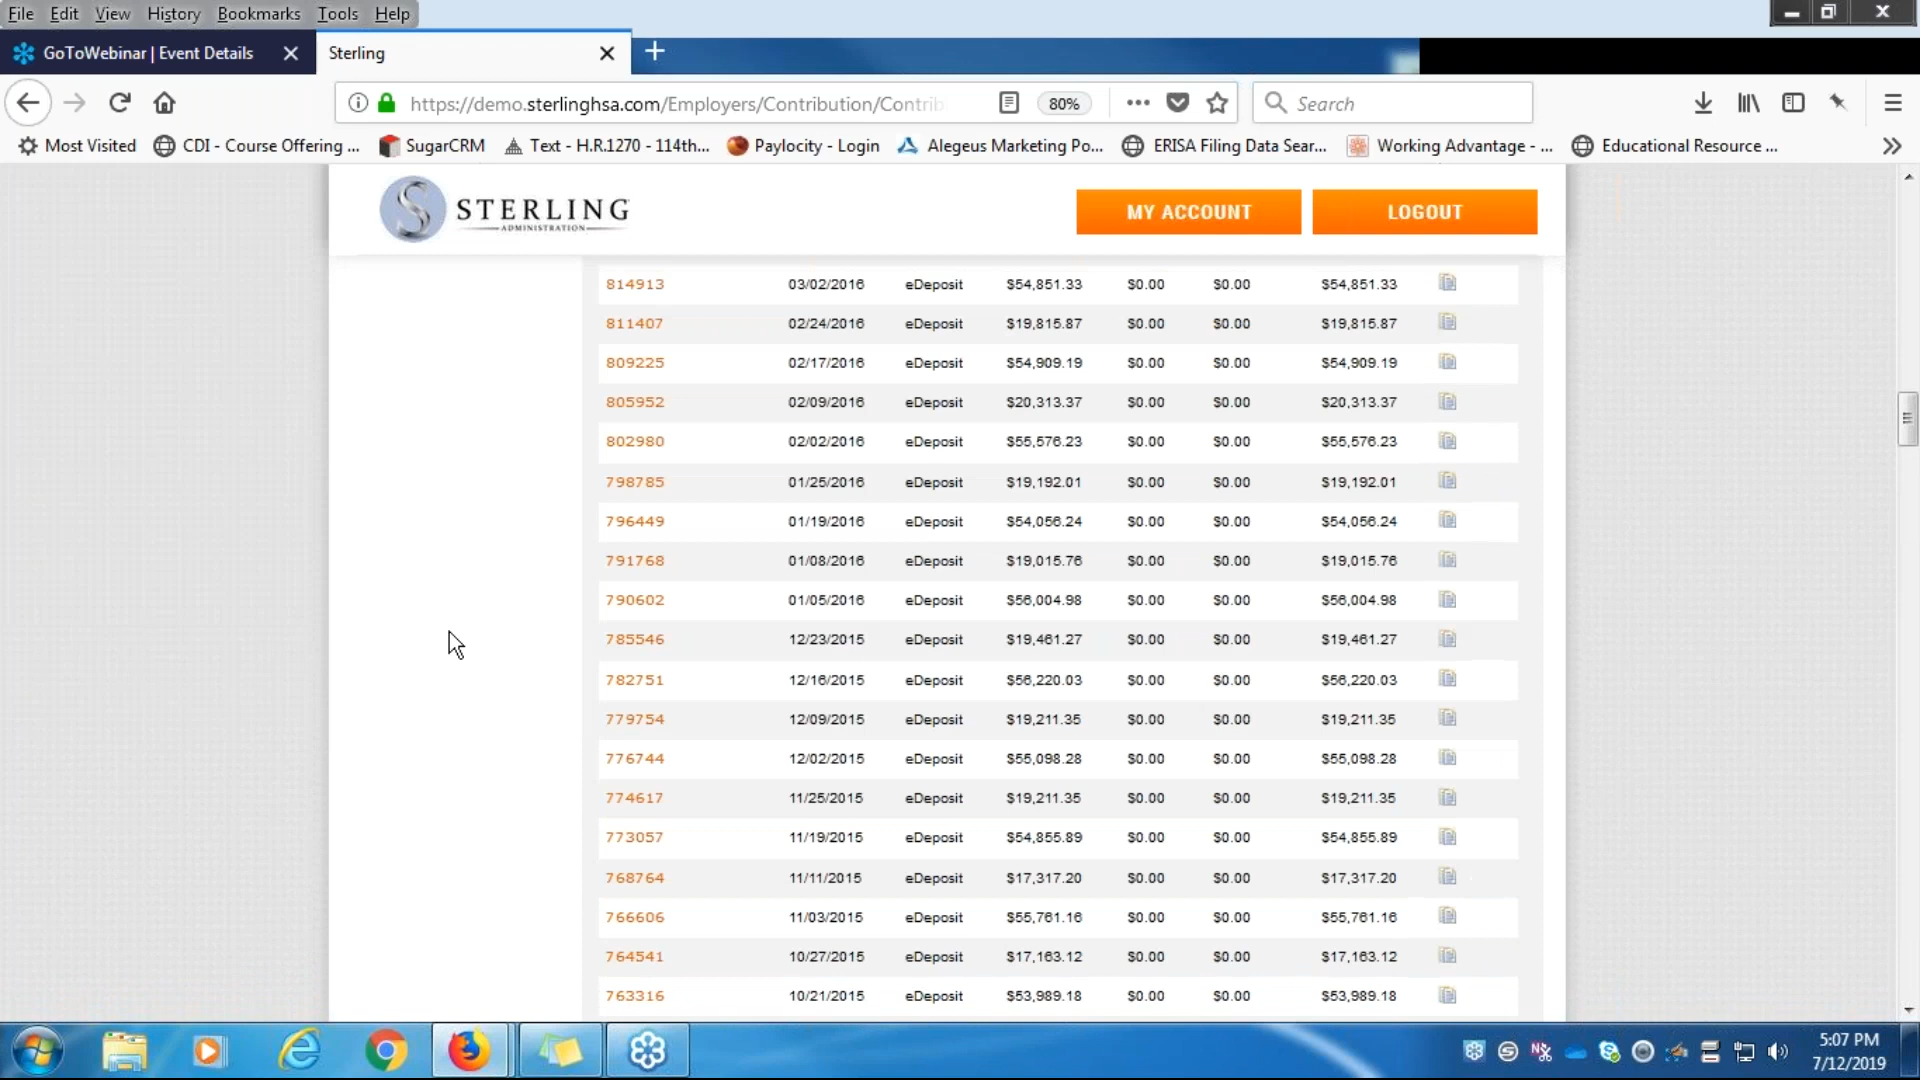 File Edit View History Bookmarks Tools Help
GoToWebinar | Event Details
Sterling
https://demo.sterlinghsa.com/Employers/Contribution/Contrib
80%
Search
Most Visited
CDI - Course Offering ...
SugarCRM
Text - H.R.1270 - 114th...
Paylocity - Login
Alegeus Marketing Po...
ERISA Filing Data Sear...
Working Advantage - ...
Educational Resource ...
STERLING
ADMINISTRATION
MY ACCOUNT
LOGOUT
814913 03/02/2016 eDeposit $54,851.33 $0.00 $0.00 $54,851.33
811407 02/24/2016 eDeposit $19,815.87 $0.00 $0.00 $19,815.87
809225 02/17/2016 eDeposit $54,909.19 $0.00 $0.00 $54,909.19
805952 02/09/2016 eDeposit $20,313.37 $0.00 $0.00 $20,313.37
802980 02/02/2016 eDeposit $55,576.23 $0.00 $0.00 $55,576.23
798785 01/25/2016 eDeposit $19,192.01 $0.00 $0.00 $19,192.01
796449 01/19/2016 eDeposit $54,056.24 $0.00 $0.00 $54,056.24
791768 01/08/2016 eDeposit $19,015.76 $0.00 $0.00 $19,015.76
790602 01/05/2016 eDeposit $56,004.98 $0.00 $0.00 $56,004.98
785546 12/23/2015 eDeposit $19,461.27 $0.00 $0.00 $19,461.27
782751 12/16/2015 eDeposit $56,220.03 $0.00 $0.00 $56,220.03
779754 12/09/2015 eDeposit $19,211.35 $0.00 $0.00 $19,211.35
776744 12/02/2015 eDeposit $55,098.28 $0.00 $0.00 $55,098.28
774617 11/25/2015 eDeposit $19,211.35 $0.00 $0.00 $19,211.35
773057 11/19/2015 eDeposit $54,855.89 $0.00 $0.00 $54,855.89
768764 11/11/2015 eDeposit $17,317.20 $0.00 $0.00 $17,317.20
766606 11/03/2015 eDeposit $55,761.16 $0.00 $0.00 $55,761.16
764541 10/27/2015 eDeposit $17,163.12 $0.00 $0.00 $17,163.12
763316 10/21/2015 eDeposit $53,989.18 $0.00 $0.00 $53,989.18
5:07 PM
7/12/2019